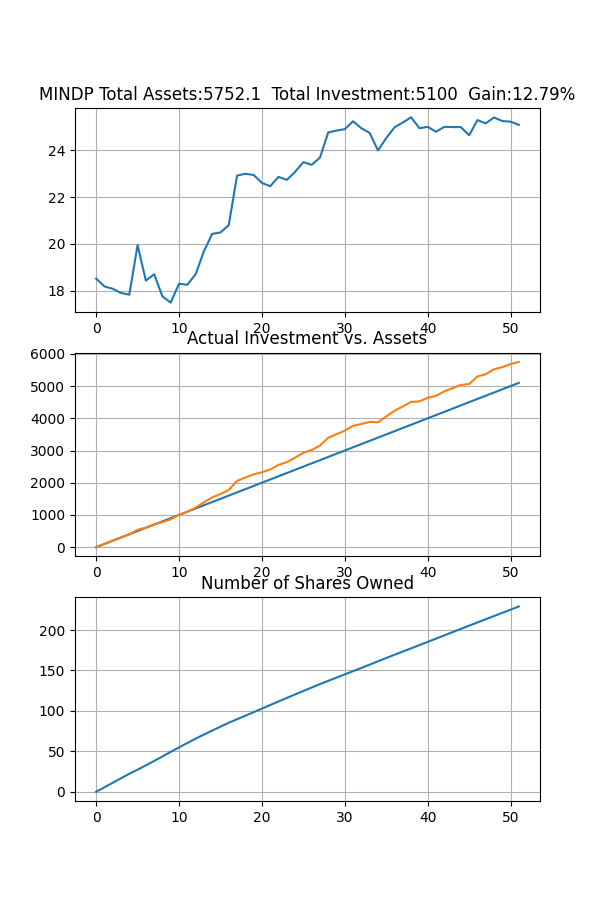 MINDP Total Assets:5752.1  Total Investment:5100  Gain:12.79%
24
22
20
18
0 10 20 30 40 50
Actual Investment vs. Assets
6000
5000
4000
3000
2000
1000
0
0 10 20 30 40 50
Number of Shares Owned
200
150
100
50
0
0 10 20 30 40 50